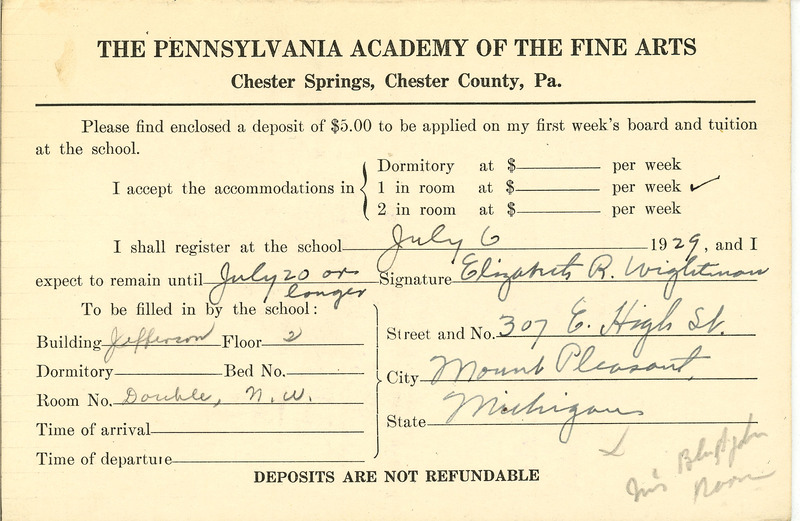 THE PENNSYLVANIA ACADEMY OF THE FINE ARTS
Chester Springs, Chester County, Pa.
Please find enclosed a deposit of $5.00 to be applied on my first week's board and tuition
at the school.
Dormitory at $ per week
I accept the accommodations in { 1 in room at $ per week ✓
2 in room at $ per week
I shall register at the school July 6 1929, and I
expect to remain until July 20 or longer Signature Elizabeth R. Wightman
To be filled in by the school:
Building Jefferson Floor 2
Street and No. 307 E. High St.
Dormitory Bed No.
City Mount Pleasant,
Room No. Double, N.W.
State Michigan
Time of arrival
Time of departure
DEPOSITS ARE NOT REFUNDABLE
Room